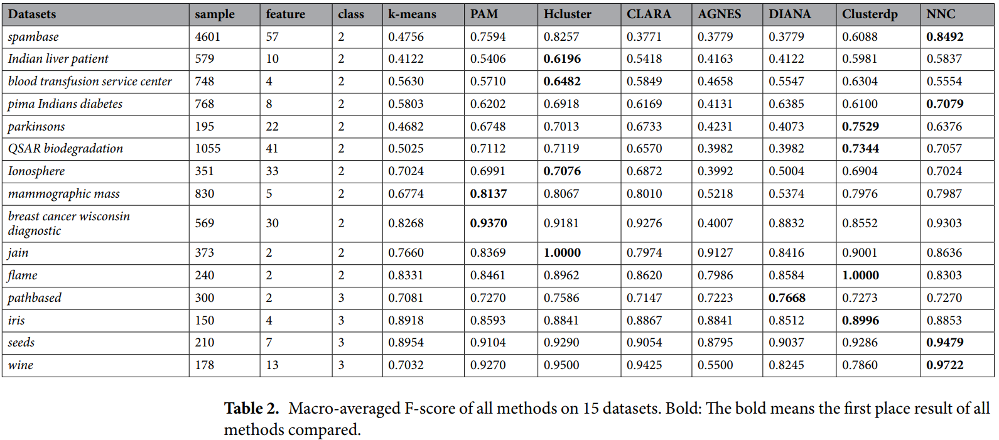 Datasets sample feature class k-means PAM Hcluster CLARA AGNES DIANA Clusterdp NNC
spambase 4601 57 2 0.4756 0.7594 0.8257 0.3771 0.3779 0.3779 0.6088 0.8492
Indian liver patient 579 10 2 0.4122 0.5406 0.6196 0.5418 0.4163 0.4122 0.5981 0.5837
blood transfusion service center 748 4 2 0.5630 0.5710 0.6482 0.5849 0.4658 0.5547 0.6304 0.5554
pima Indians diabetes 768 8 2 0.5803 0.6202 0.6918 0.6169 0.4131 0.6385 0.6100 0.7079
parkinsons 195 22 2 0.4682 0.6748 0.7013 0.6733 0.4231 0.4073 0.7529 0.6376
QSAR biodegradation 1055 41 2 0.5025 0.7112 0.7119 0.6570 0.3982 0.3982 0.7344 0.7057
Ionosphere 351 33 2 0.7024 0.6991 0.7076 0.6872 0.3992 0.5004 0.6904 0.7024
mammographic mass 830 5 2 0.6774 0.8137 0.8067 0.8010 0.5218 0.5374 0.7976 0.7987
breast cancer wisconsin
diagnostic 569 30 2 0.8268 0.9370 0.9181 0.9276 0.4007 0.8832 0.8552 0.9303
jain 373 2 2 0.7660 0.8369 1.0000 0.7974 0.9127 0.8416 0.9001 0.8636
flame 240 2 2 0.8331 0.8461 0.8962 0.8620 0.7986 0.8584 1.0000 0.8303
pathbased 300 2 3 0.7081 0.7270 0.7586 0.7147 0.7223 0.7668 0.7273 0.7270
iris 150 4 3 0.8918 0.8593 0.8841 0.8867 0.8841 0.8512 0.8996 0.8853
seeds 210 7 3 0.8954 0.9104 0.9290 0.9054 0.8795 0.9037 0.9286 0.9479
wine 178 13 3 0.7032 0.9270 0.9500 0.9425 0.5500 0.8245 0.7860 0.9722
Table 2. Macro-averaged F-score of all methods on 15 datasets. Bold: The bold means the first place result of all
methods compared.